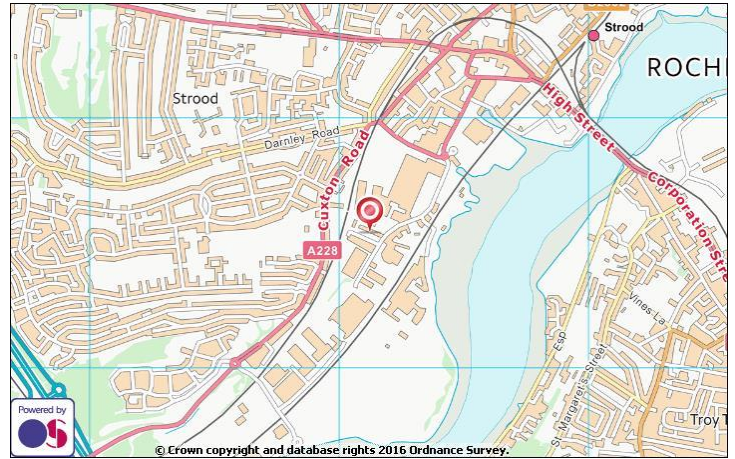 Strood
ROCH
Strood
High Street
Darnley Road
Cuxton Road
Corporation Stre
A228
Vines La
Esp
St. Margaret's Street
Troy T
Powered by
OS
© Crown copyright and database rights 2016 Ordnance Survey.